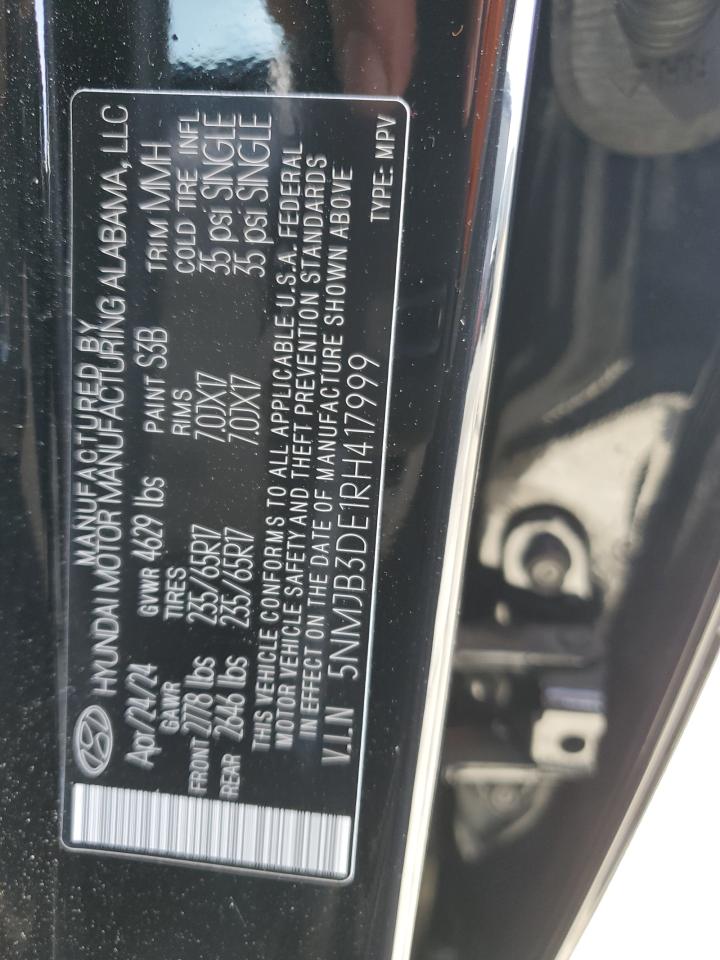 MANUFACTURED BY
HYUNDAI MOTOR MANUFACTURING ALABAMA, LLC
Apr/24/24 GVWR 4629 lbs PAINT S3B TRIM MMH
GAWR TIRES RIMS COLD TIRE INFL
FRONT 2778 lbs 235/65R17 7.0JX17 35 psi SINGLE
REAR 2646 lbs 235/65R17 7.0JX17 35 psi SINGLE
THIS VEHICLE CONFORMS TO ALL APPLICABLE U.S.A. FEDERAL
MOTOR VEHICLE SAFETY AND THEFT PREVENTION STANDARDS
IN EFFECT ON THE DATE OF MANUFACTURE SHOWN ABOVE
V.I.N 5NMJB3DE1RH417999
TYPE: MPV